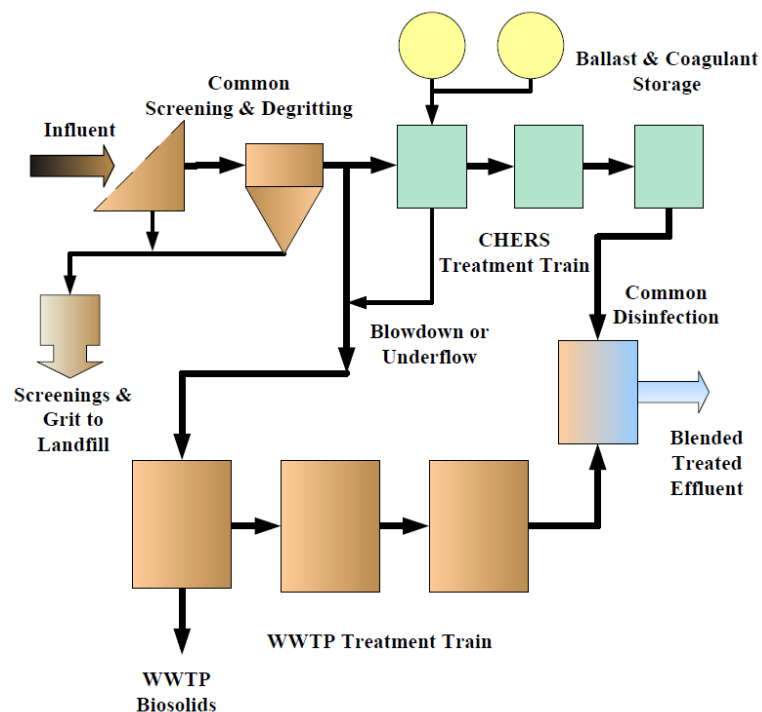 Common
Screening & Degritting
Ballast & Coagulant
Storage
Influent
CHERS
Treatment Train
Common
Disinfection
Blowdown or
Underflow
Screenings &
Grit to
Landfill
Blended
Treated
Effluent
WWTP Treatment Train
WWTP
Biosolids